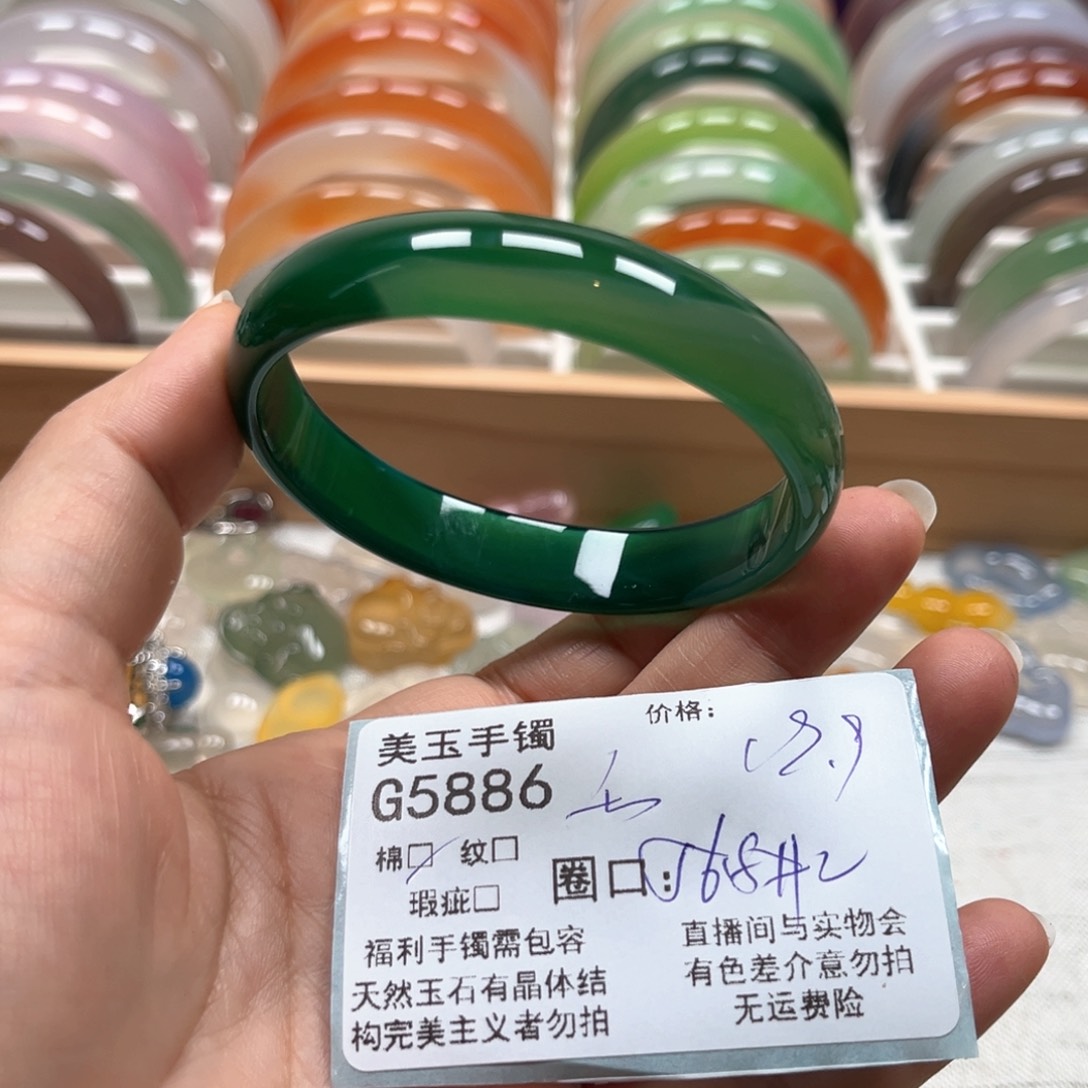 美玉手镯
价格:
G5886
棉□ 纹□
圈口:
瑕疵□
福利手镯需包容
天然玉石有晶体结
构完美主义者勿拍
直播间与实物会
有色差介意勿拍
无运费险